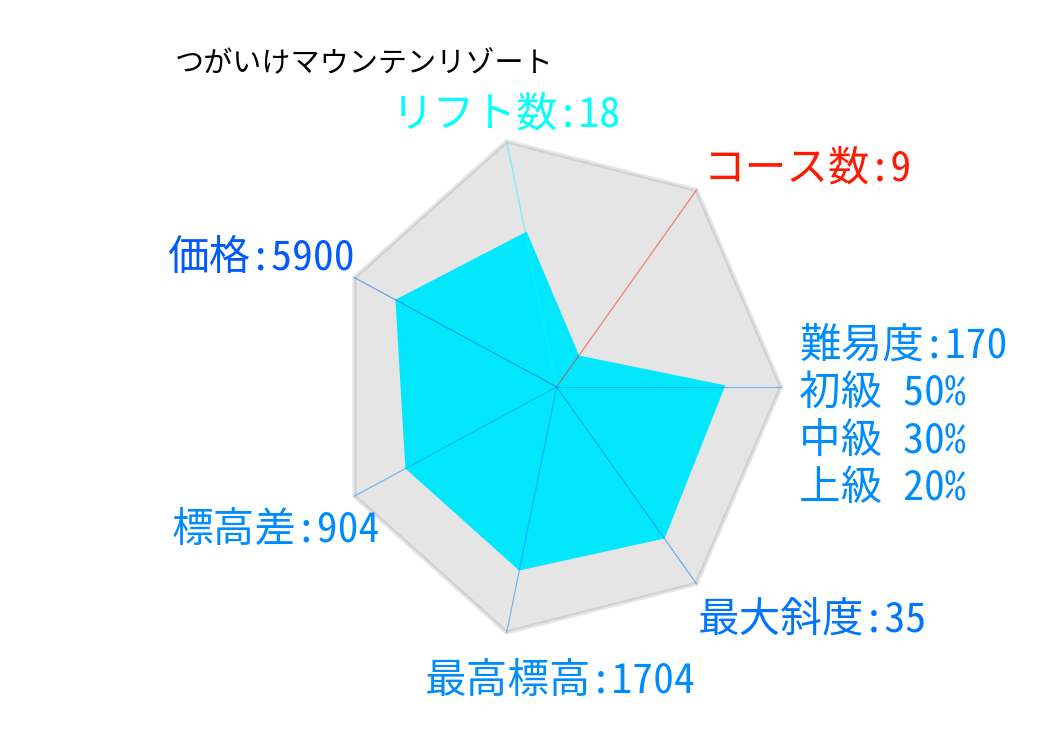 つがいけマウンテンリゾート
リフト数:18
コース数:9
価格:5900
難易度:170
初級 50%
中級 30%
上級 20%
標高差:904
最大斜度:35
最高標高:1704